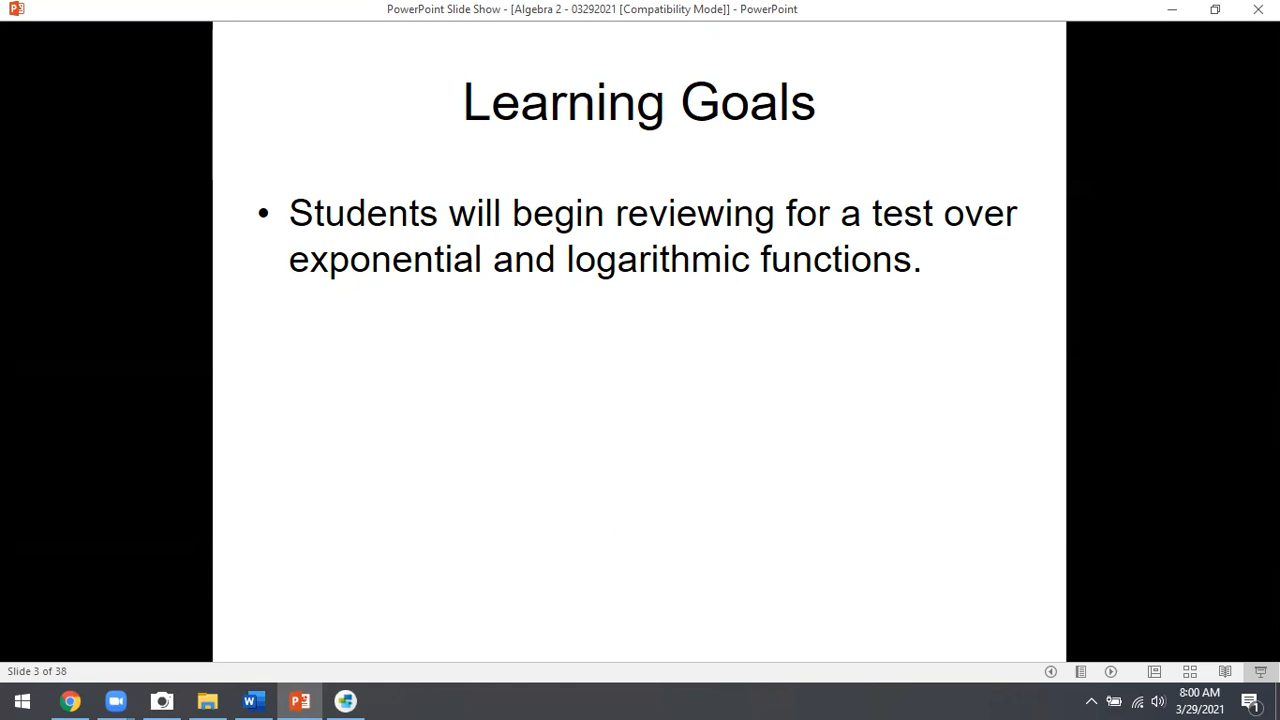 PowerPoint Slide Show - [Algebra 2 - 03292021 [Compatibility Mode]] - PowerPoint
Learning Goals
• Students will begin reviewing for a test over
exponential and logarithmic functions.
Slide 3 of 38
8:00 AM
3/29/2021
1